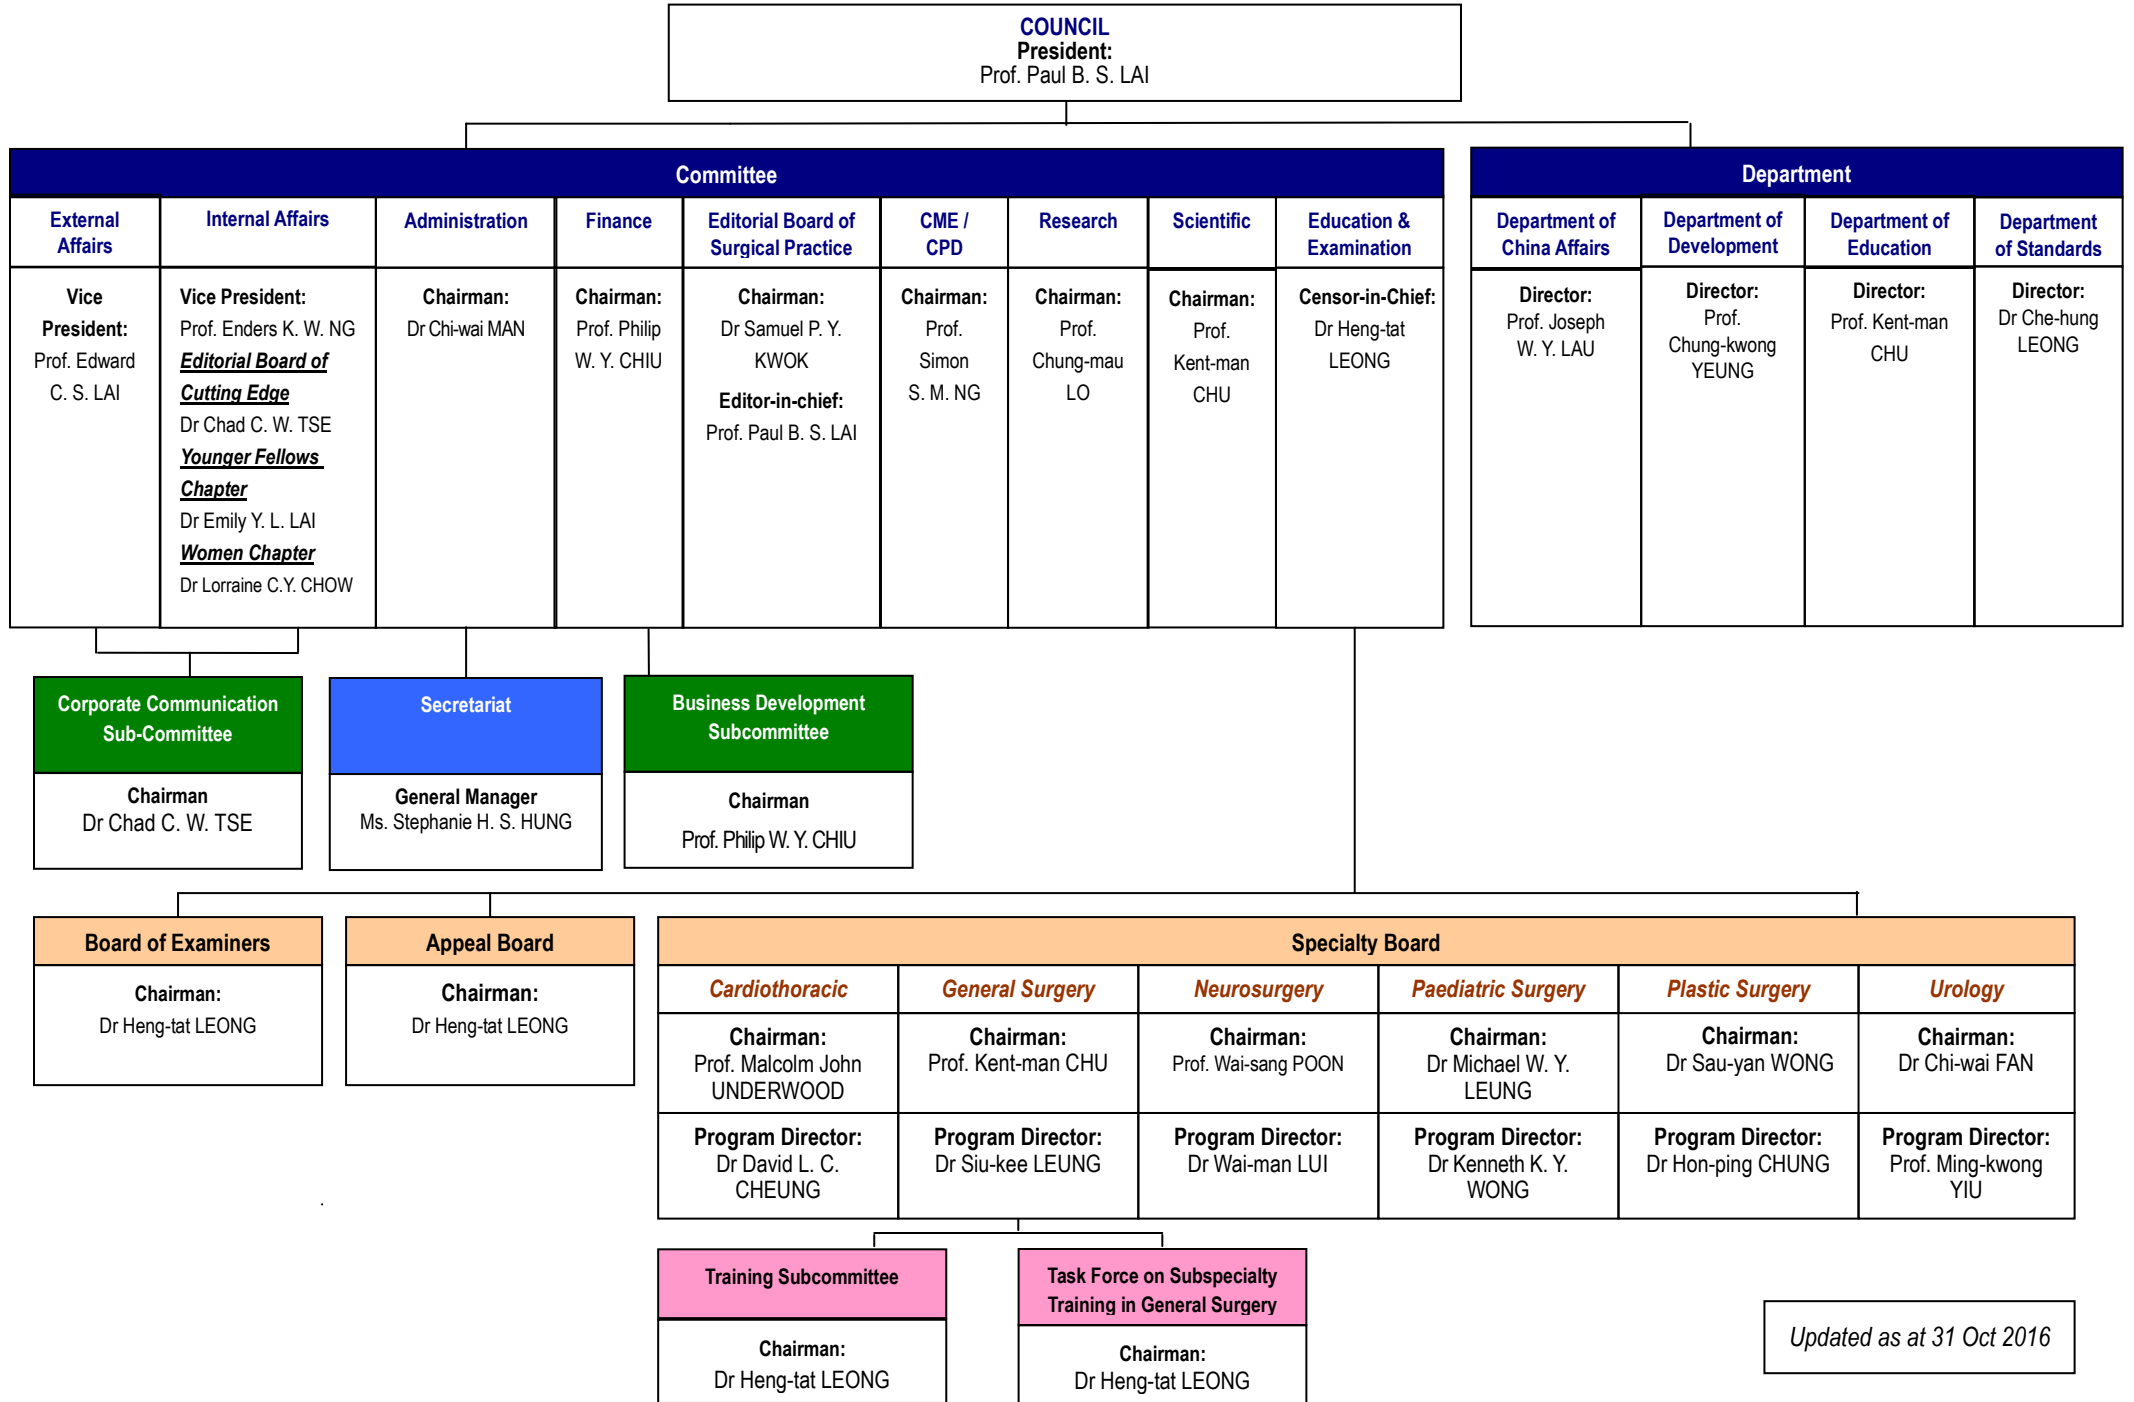 COUNCIL
President:
Prof. Paul B. S. LAI
Committee
External
Affairs
Vice
President:
Prof. Edward
C. S. LAI
Internal Affairs
Vice President:
Prof. Enders K. W. NG
Editorial Board of
Cutting Edge
Dr Chad C. W. TSE
Younger Fellows
Chapter
Dr Emily Y. L. LAI
Women Chapter
Dr Lorraine C.Y. CHOW
Administration
Chairman:
Dr Chi-wai MAN
Finance
Chairman:
Prof. Philip
W. Y. CHIU
Editorial Board of
Surgical Practice
Chairman:
Dr Samuel P. Y.
KWOK
Editor-in-chief:
Prof. Paul B. S. LAI
CME /
CPD
Chairman:
Prof.
Simon
S. M. NG
Research
Chairman:
Prof.
Chung-mau
LO
Scientific
Chairman:
Prof.
Kent-man
CHU
Education &
Examination
Censor-in-Chief:
Dr Heng-tat
LEONG
Department
Department of
China Affairs
Director:
Prof. Joseph
W. Y. LAU
Department of
Development
Director:
Prof.
Chung-kwong
YEUNG
Department of
Education
Director:
Prof. Kent-man
CHU
Department
of Standards
Director:
Dr Che-hung
LEONG
Corporate Communication
Sub-Committee
Chairman
Dr Chad C. W. TSE
Secretariat
General Manager
Ms. Stephanie H. S. HUNG
Business Development
Subcommittee
Chairman
Prof. Philip W. Y. CHIU
Board of Examiners
Chairman:
Dr Heng-tat LEONG
Appeal Board
Chairman:
Dr Heng-tat LEONG
Specialty Board
Cardiothoracic
Chairman:
Prof. Malcolm John
UNDERWOOD
Program Director:
Dr David L. C.
CHEUNG
General Surgery
Chairman:
Prof. Kent-man CHU
Program Director:
Dr Siu-kee LEUNG
Neurosurgery
Chairman:
Prof. Wai-sang POON
Program Director:
Dr Wai-man LUI
Paediatric Surgery
Chairman:
Dr Michael W. Y.
LEUNG
Program Director:
Dr Kenneth K. Y.
WONG
Plastic Surgery
Chairman:
Dr Sau-yan WONG
Program Director:
Dr Hon-ping CHUNG
Urology
Chairman:
Dr Chi-wai FAN
Program Director:
Prof. Ming-kwong
YIU
Training Subcommittee
Chairman:
Dr Heng-tat LEONG
Task Force on Subspecialty
Training in General Surgery
Chairman:
Dr Heng-tat LEONG
Updated as at 31 Oct 2016